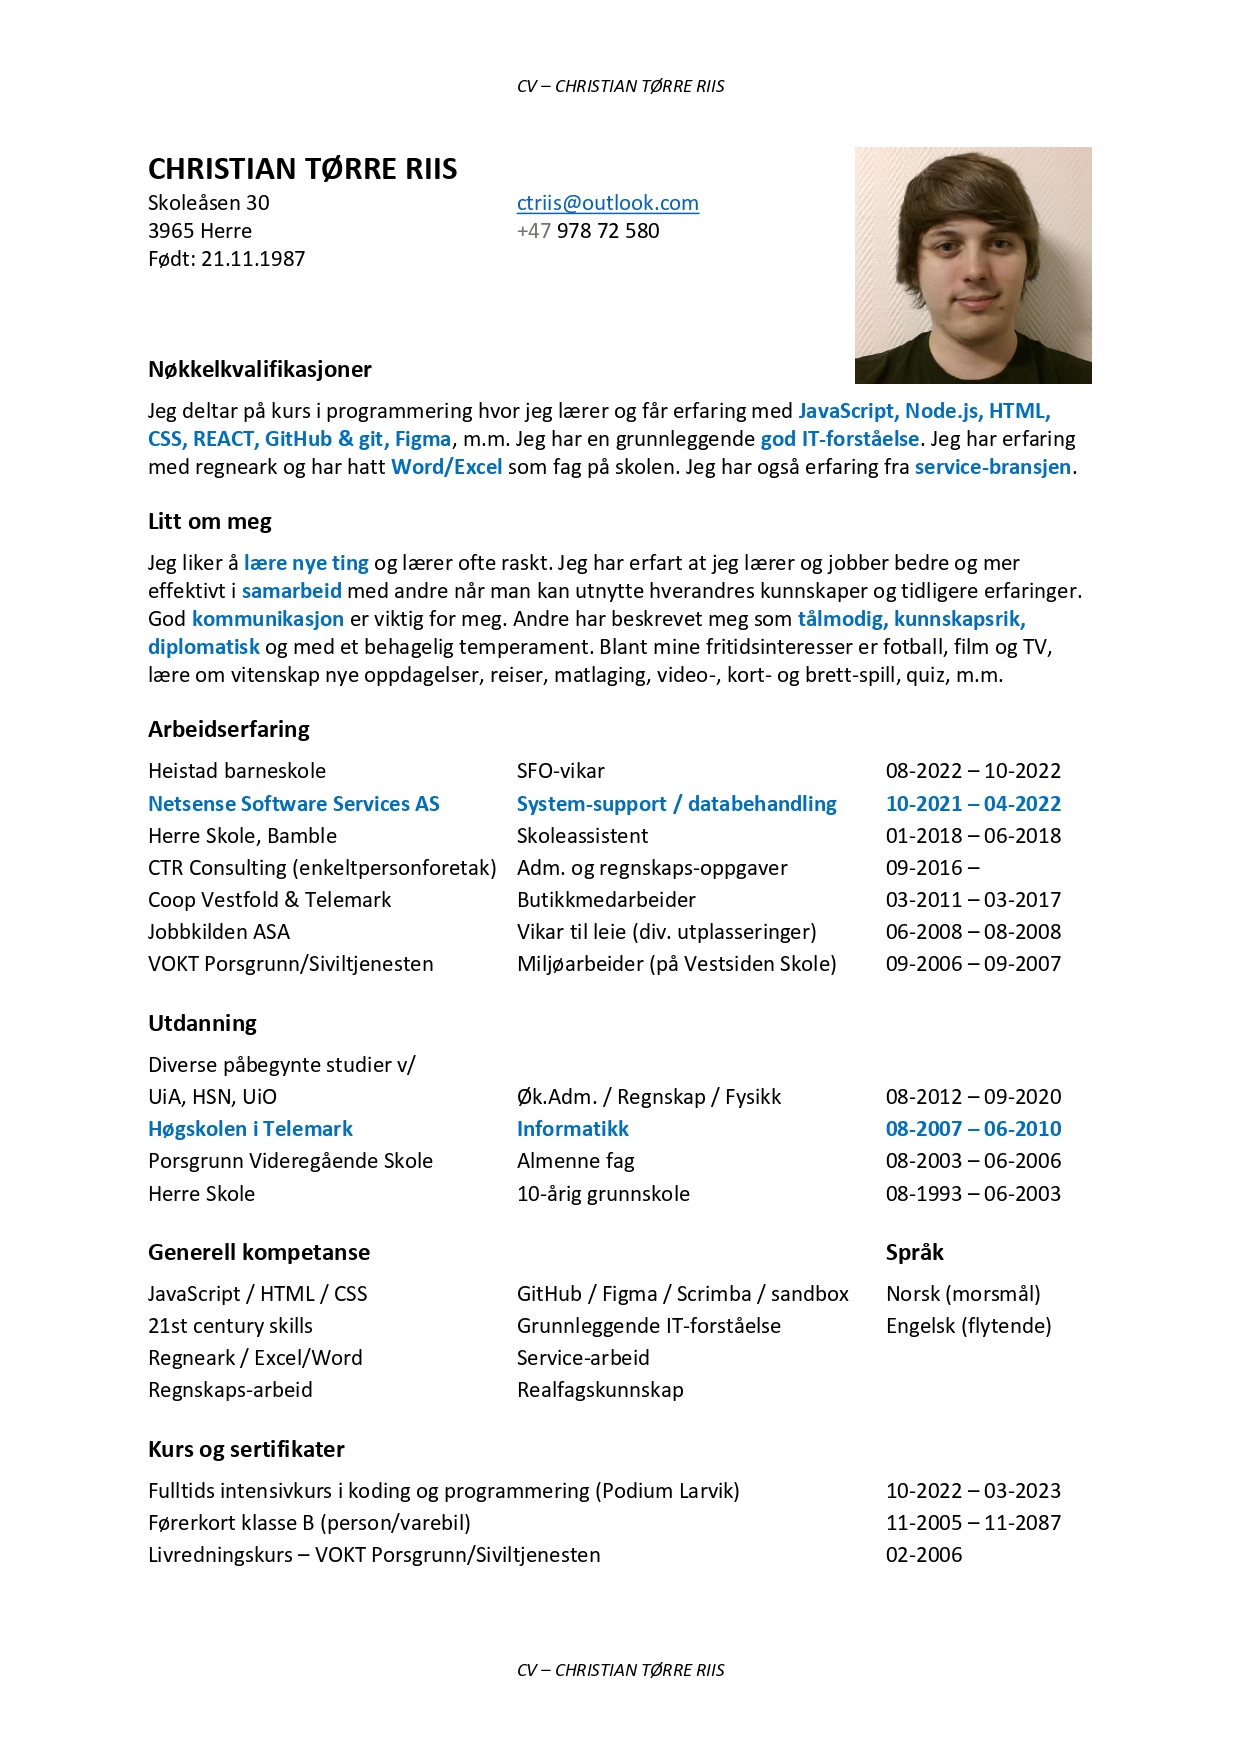 CV – CHRISTIAN TØRRE RIIS
CHRISTIAN TØRRE RIIS
Skoleåsen 30 ctriis@outlook.com
3965 Herre +47 978 72 580
Født: 21.11.1987
Nøkkelkvalifikasjoner
Jeg deltar på kurs i programmering hvor jeg lærer og får erfaring med JavaScript, Node.js, HTML,
CSS, REACT, GitHub & git, Figma, m.m. Jeg har en grunnleggende god IT-forståelse. Jeg har erfaring
med regneark og har hatt Word/Excel som fag på skolen. Jeg har også erfaring fra service-bransjen.
Litt om meg
Jeg liker å lære nye ting og lærer ofte raskt. Jeg har erfart at jeg lærer og jobber bedre og mer
effektivt i samarbeid med andre når man kan utnytte hverandres kunnskaper og tidligere erfaringer.
God kommunikasjon er viktig for meg. Andre har beskrevet meg som tålmodig, kunnskapsrik,
diplomatisk og med et behagelig temperament. Blant mine fritidsinteresser er fotball, film og TV,
lære om vitenskap nye oppdagelser, reiser, matlaging, video-, kort- og brett-spill, quiz, m.m.
Arbeidserfaring
Heistad barneskole SFO-vikar 08-2022 – 10-2022
Netsense Software Services AS System-support / databehandling 10-2021 – 04-2022
Herre Skole, Bamble Skoleassistent 01-2018 – 06-2018
CTR Consulting (enkeltpersonforetak) Adm. og regnskaps-oppgaver 09-2016 –
Coop Vestfold & Telemark Butikkmedarbeider 03-2011 – 03-2017
Jobbkilden ASA Vikar til leie (div. utplasseringer) 06-2008 – 08-2008
VOKT Porsgrunn/Siviltjenesten Miljøarbeider (på Vestsiden Skole) 09-2006 – 09-2007
Utdanning
Diverse påbegynte studier v/
UiA, HSN, UiO Øk.Adm. / Regnskap / Fysikk 08-2012 – 09-2020
Høgskolen i Telemark Informatikk 08-2007 – 06-2010
Porsgrunn Videregående Skole Almenne fag 08-2003 – 06-2006
Herre Skole 10-årig grunnskole 08-1993 – 06-2003
Generell kompetanse Språk
JavaScript / HTML / CSS GitHub / Figma / Scrimba / sandbox Norsk (morsmål)
21st century skills Grunnleggende IT-forståelse Engelsk (flytende)
Regneark / Excel/Word Service-arbeid
Regnskaps-arbeid Realfagskunnskap
Kurs og sertifikater
Fulltids intensivkurs i koding og programmering (Podium Larvik) 10-2022 – 03-2023
Førerkort klasse B (person/varebil) 11-2005 – 11-2087
Livredningskurs – VOKT Porsgrunn/Siviltjenesten 02-2006
CV – CHRISTIAN TØRRE RIIS